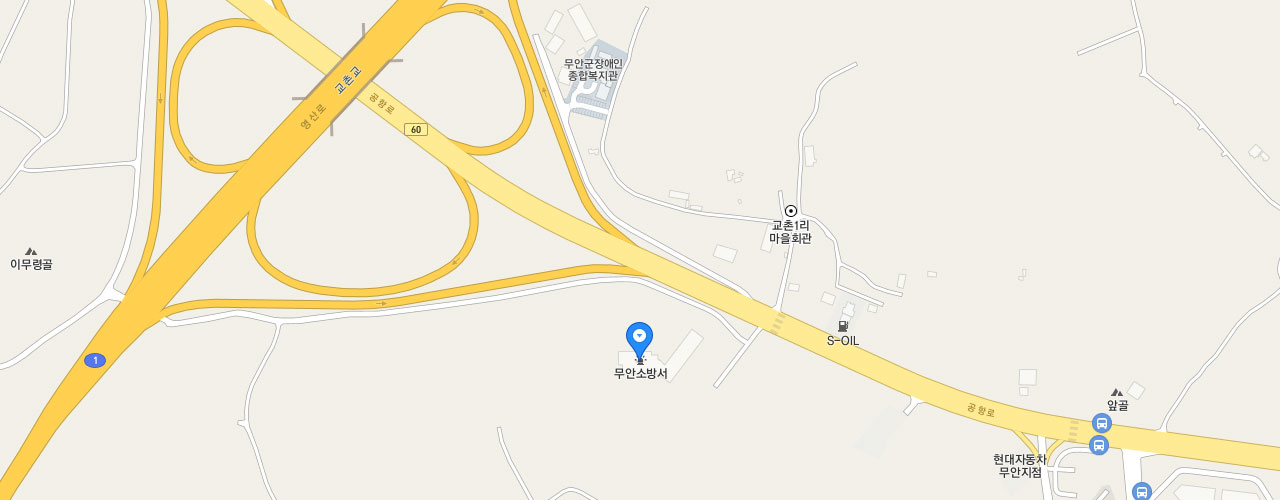 무안군장애인
종합복지관
교촌교
영산로
공항로
60
교촌1리
마을회관
이무령골
S-OIL
1
무안소방서
공항로
앞골
현대자동차
무안지점